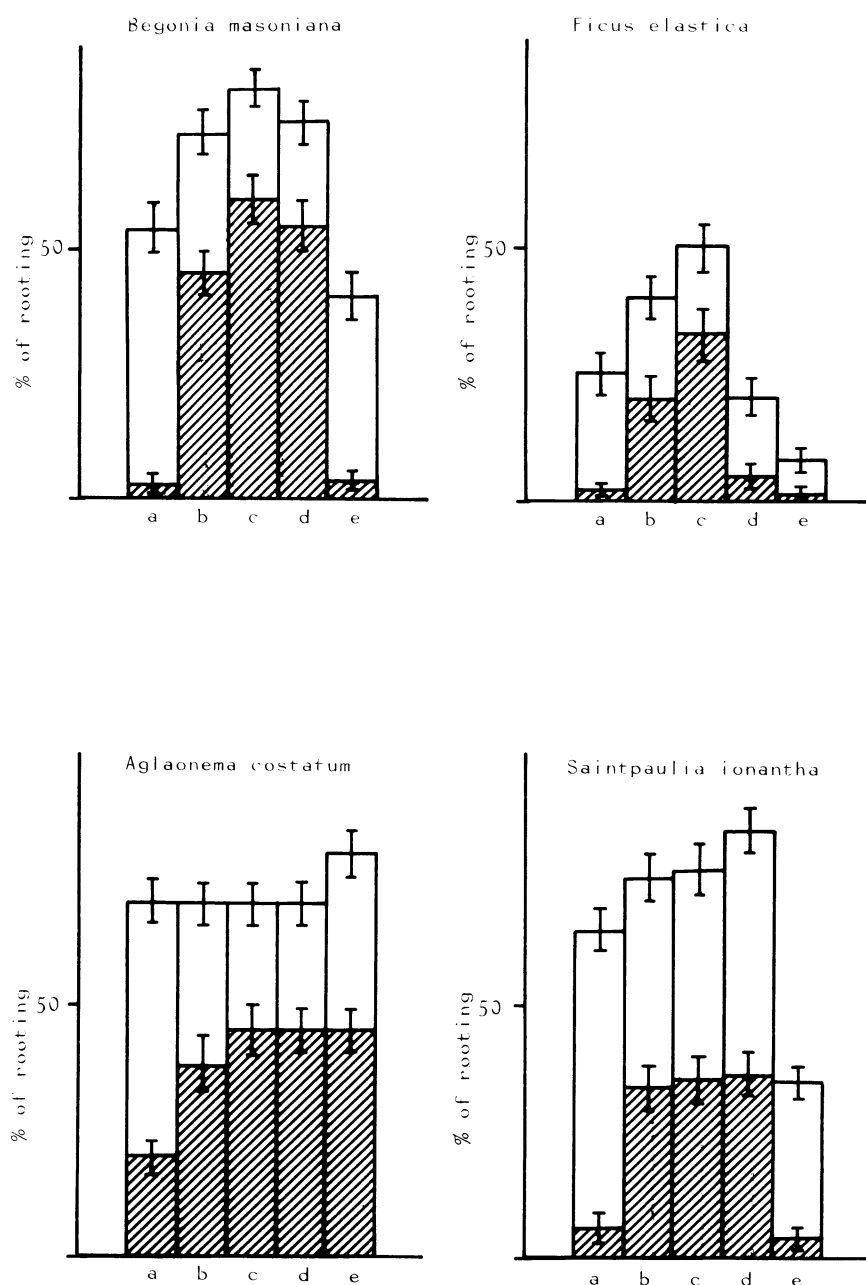 Begonia masoniana
% of rooting
50
a b c d e
Ficus elastica
% of rooting
50
a b c d e
Aglaonema costatum
% of rooting
50
a b c d e
Saintpaulia ionantha
% of rooting
50
a b c d e